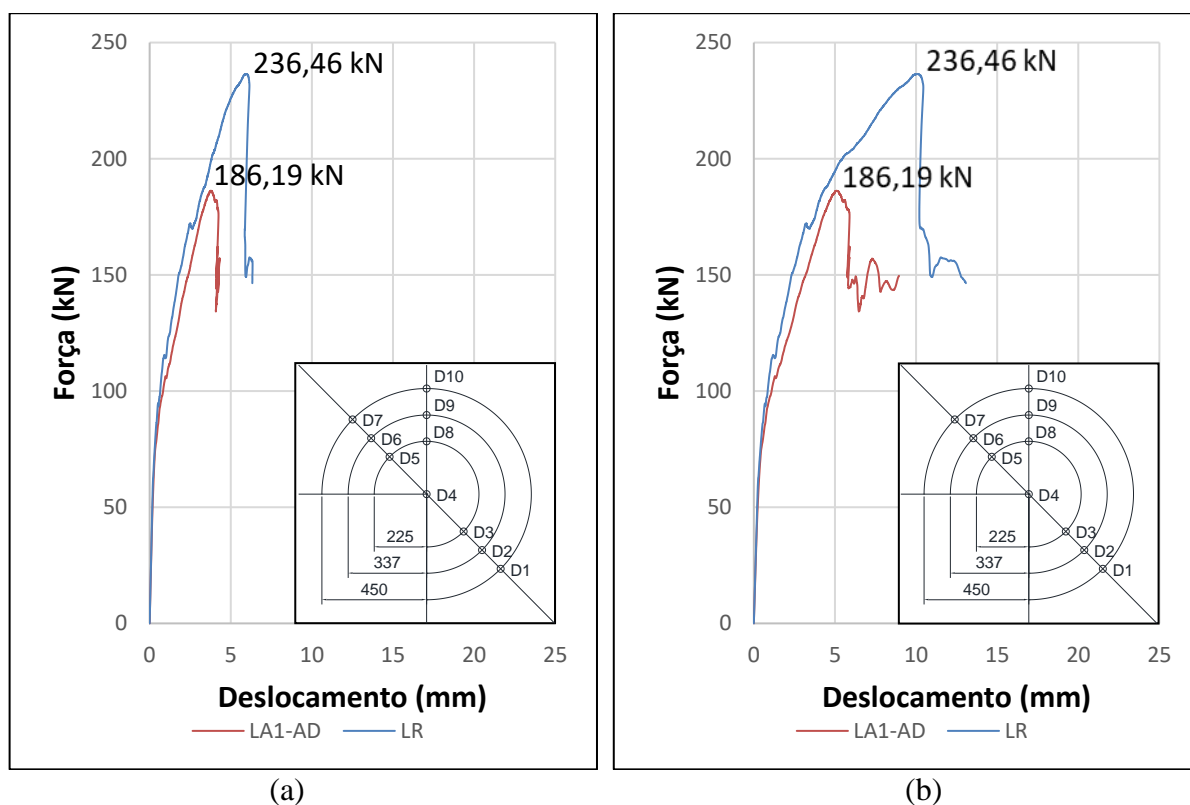 250
236,46 kN
200
186,19 kN
150
100
50
0
Força (kN)
D10
D9
D8
D7
D6
D5
D4
D3
D2
D1
225
337
450
0 5 10 15 20 25
Deslocamento (mm)
LA1-AD LR
(a)
250
236,46 kN
200
186,19 kN
150
100
50
0
Força (kN)
D10
D9
D8
D7
D6
D5
D4
D3
D2
D1
225
337
450
0 5 10 15 20 25
Deslocamento (mm)
LA1-AD LR
(b)